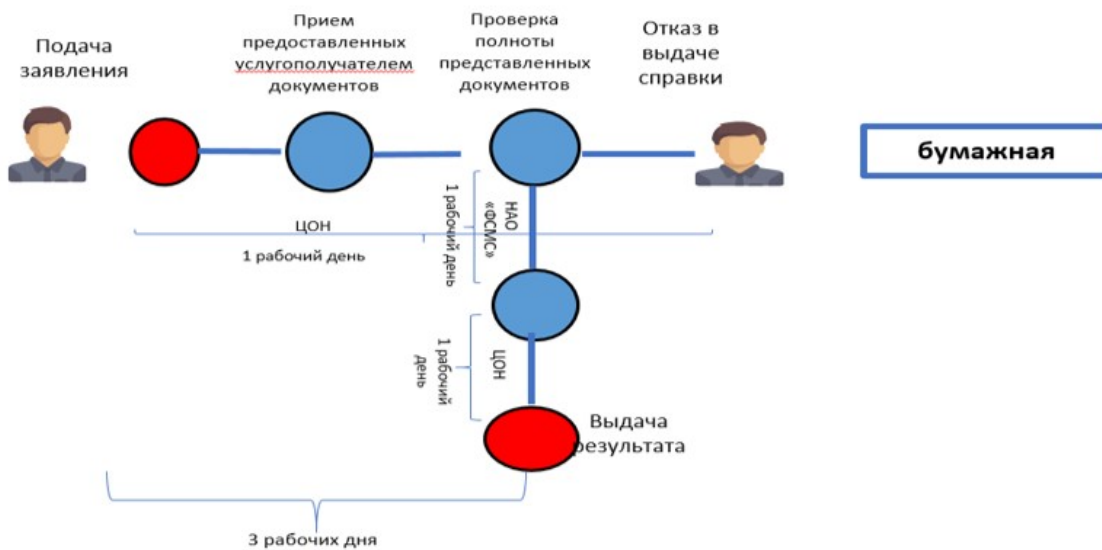 Подача
заявления
Прием
предоставленных
услугополучателем
документов
Проверка
полноты
представленных
документов
Отказ в
выдаче
справки
бумажная
ЦОН
1 рабочий день
НАО
«ФСМС»
1 рабочий день
ЦОН
1 рабочий
день
Выдача
результата
3 рабочих дня